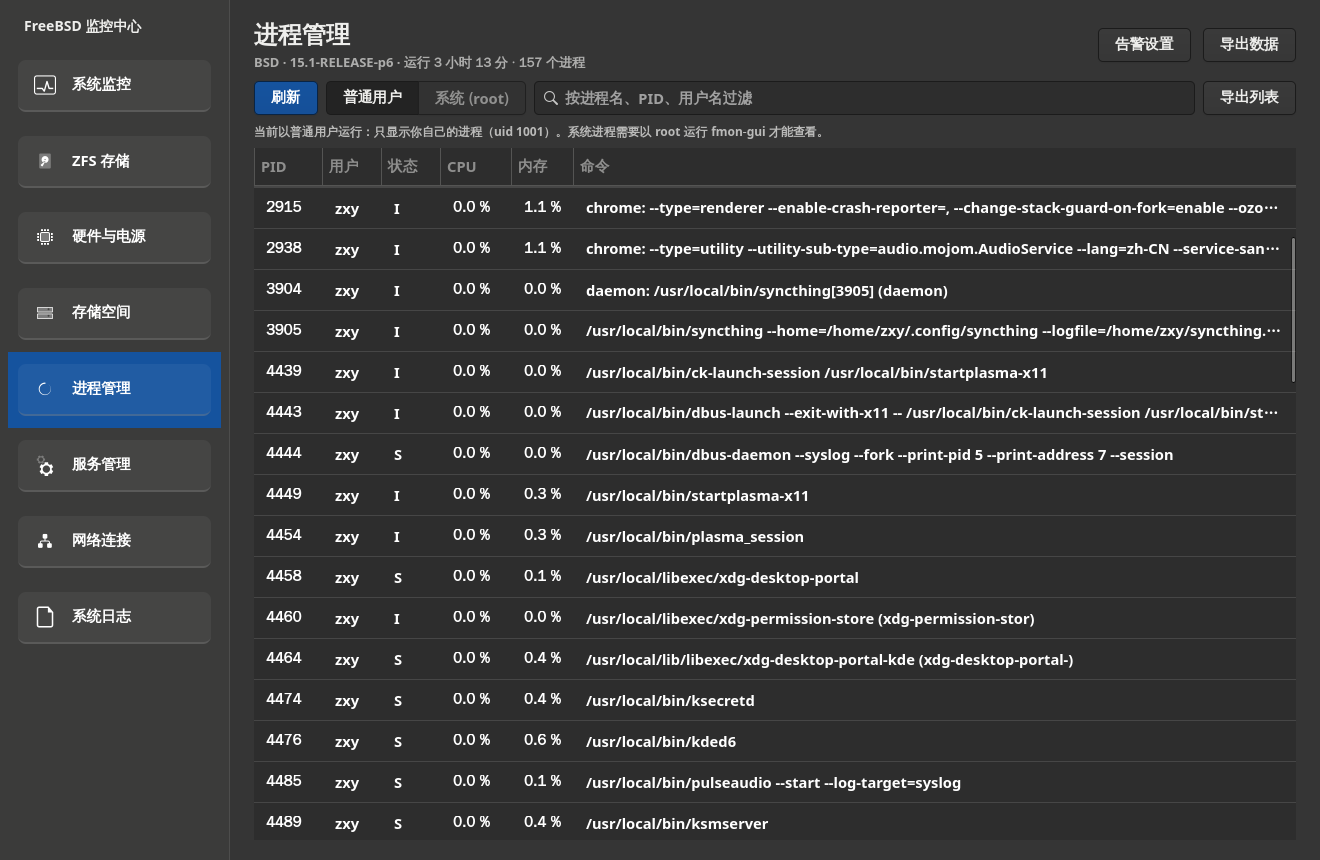 FreeBSD 监控中心
系统监控
ZFS 存储
硬件与电源
存储空间
进程管理
服务管理
网络连接
系统日志
进程管理
BSD · 15.1-RELEASE-p6 · 运行 3 小时 13 分 · 157 个进程
告警设置 导出数据
刷新 普通用户 系统 (root) 按进程名、PID、用户名过滤 导出列表
当前以普通用户运行：只显示你自己的进程（uid 1001）。系统进程需要以 root 运行 fmon-gui 才能查看。
PID 用户 状态 CPU 内存 命令
2915 zxy I 0.0 % 1.1 % chrome: --type=renderer --enable-crash-reporter=, --change-stack-guard-on-fork=enable --ozo···
2938 zxy I 0.0 % 1.1 % chrome: --type=utility --utility-sub-type=audio.mojom.AudioService --lang=zh-CN --service-san···
3904 zxy I 0.0 % 0.0 % daemon: /usr/local/bin/syncthing[3905] (daemon)
3905 zxy I 0.0 % 0.0 % /usr/local/bin/syncthing --home=/home/zxy/.config/syncthing --logfile=/home/zxy/syncthing.···
4439 zxy I 0.0 % 0.0 % /usr/local/bin/ck-launch-session /usr/local/bin/startplasma-x11
4443 zxy I 0.0 % 0.0 % /usr/local/bin/dbus-launch --exit-with-x11 -- /usr/local/bin/ck-launch-session /usr/local/bin/st···
4444 zxy S 0.0 % 0.0 % /usr/local/bin/dbus-daemon --syslog --fork --print-pid 5 --print-address 7 --session
4449 zxy I 0.0 % 0.3 % /usr/local/bin/startplasma-x11
4454 zxy I 0.0 % 0.3 % /usr/local/bin/plasma_session
4458 zxy S 0.0 % 0.1 % /usr/local/libexec/xdg-desktop-portal
4460 zxy I 0.0 % 0.0 % /usr/local/libexec/xdg-permission-store (xdg-permission-stor)
4464 zxy S 0.0 % 0.4 % /usr/local/lib/libexec/xdg-desktop-portal-kde (xdg-desktop-portal-)
4474 zxy S 0.0 % 0.4 % /usr/local/bin/ksecretd
4476 zxy S 0.0 % 0.6 % /usr/local/bin/kded6
4485 zxy S 0.0 % 0.1 % /usr/local/bin/pulseaudio --start --log-target=syslog
4489 zxy S 0.0 % 0.4 % /usr/local/bin/ksmserver